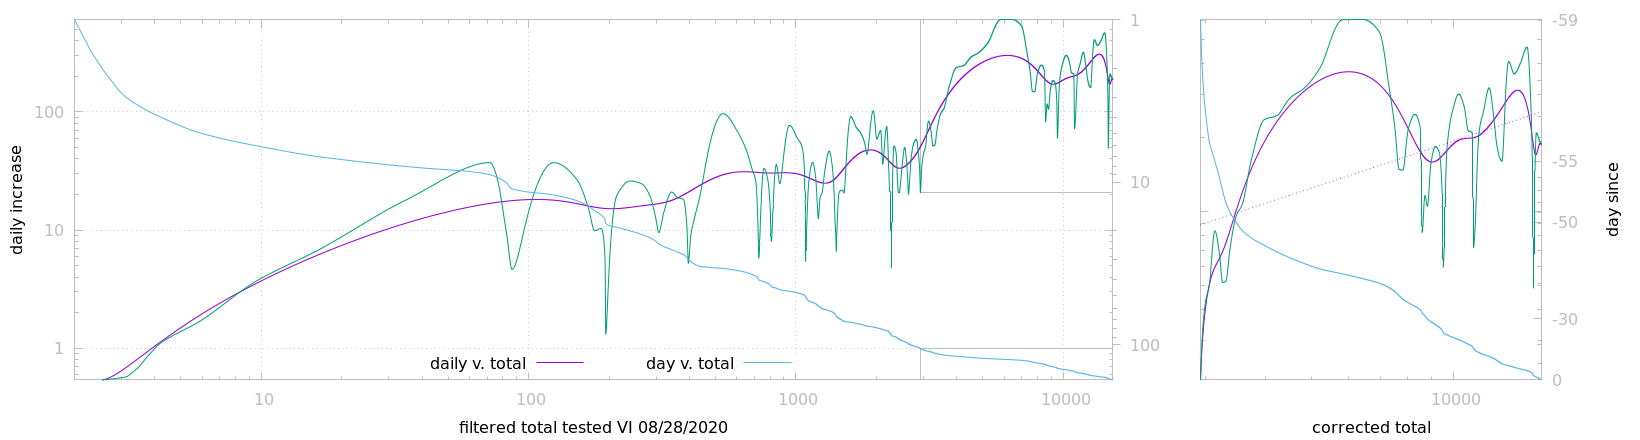 daily increase
100
10
1
10
100
1000
10000
filtered total tested VI 08/28/2020
daily v. total
day v. total
1
10
100
-59
-55
-50
-30
0
day since
10000
corrected total